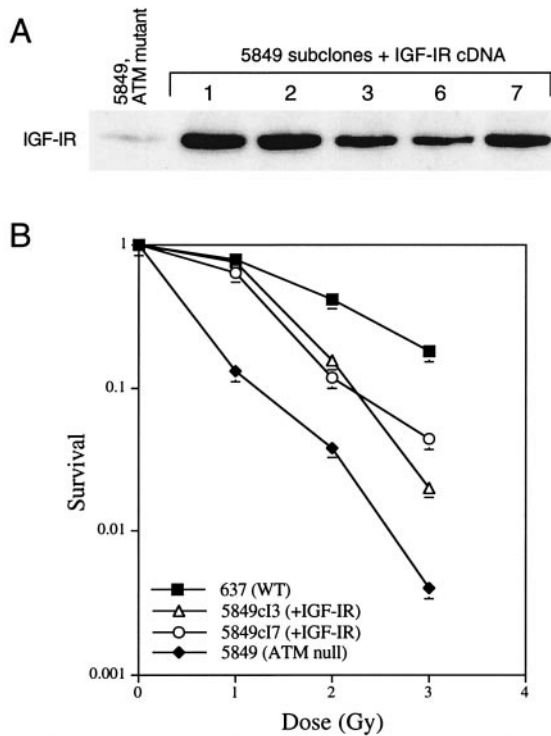 A
5849,
ATM mutant
5849 subclones + IGF-IR cDNA
1 2 3 6 7
IGF-IR
B
1
0.1
0.01
0.001
Survival
637 (WT)
5849cl3 (+IGF-IR)
5849cl7 (+IGF-IR)
5849 (ATM null)
0 1 2 3 4
Dose (Gy)